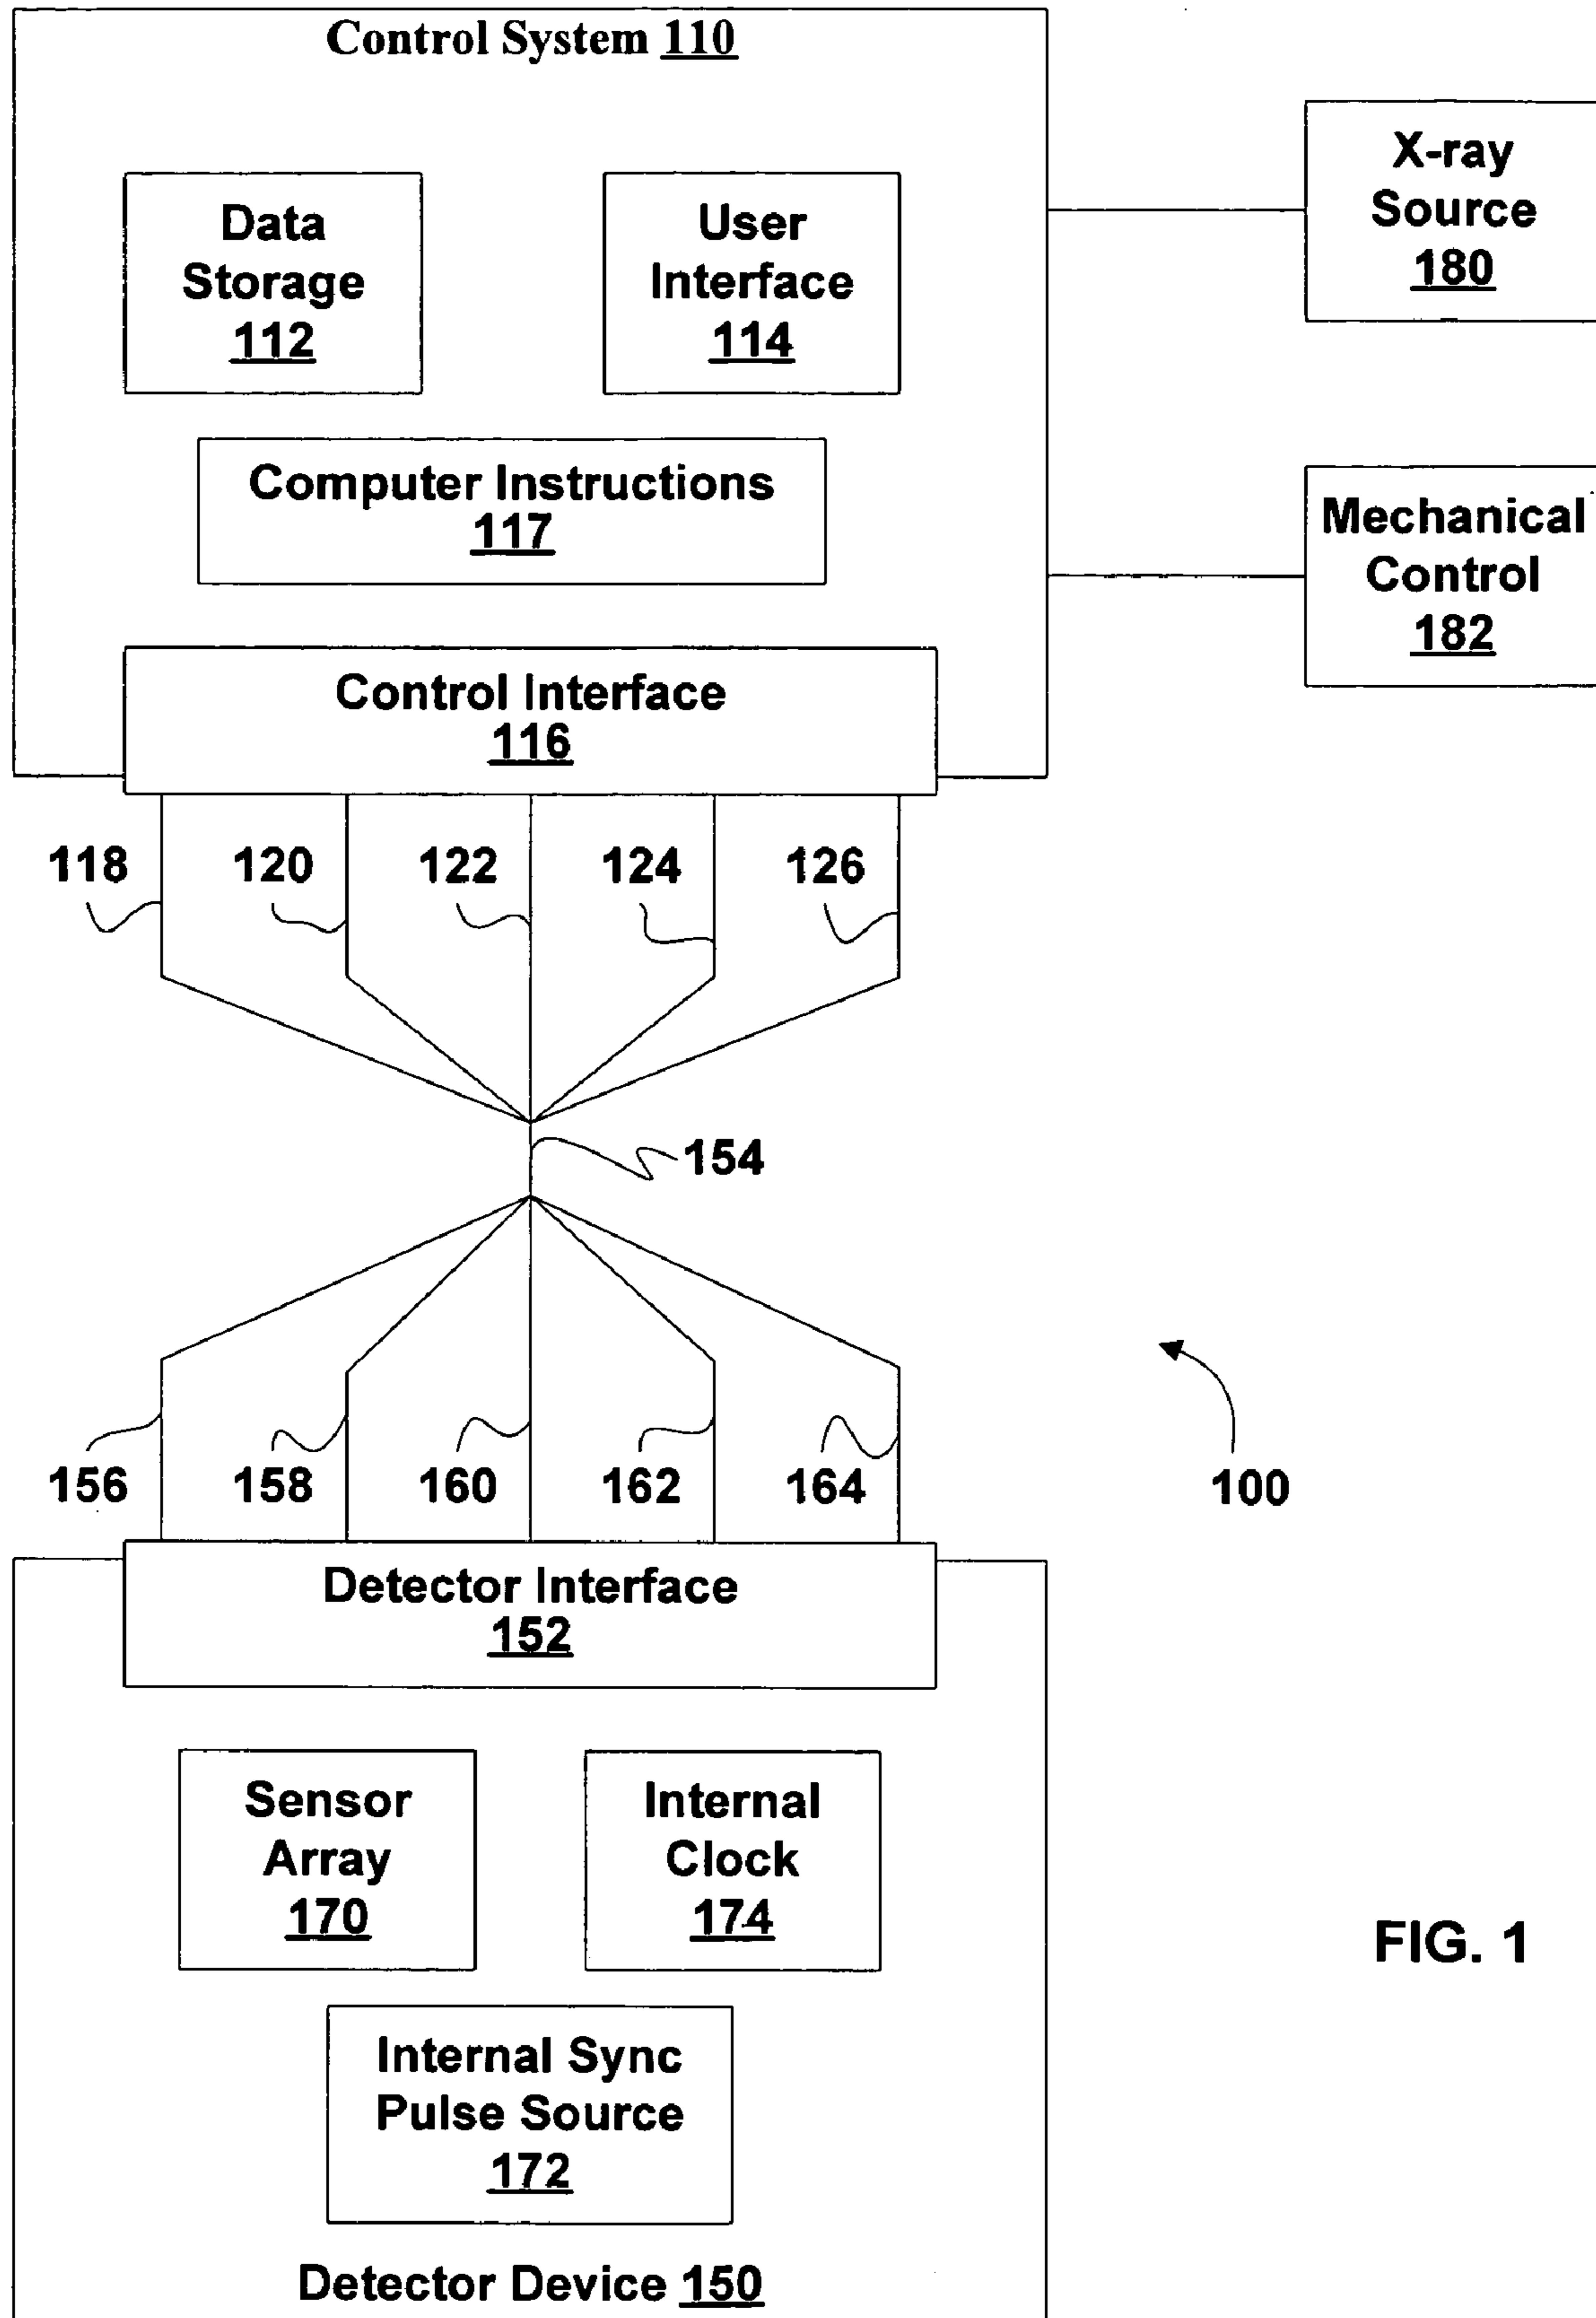 Control System 110
Data
Storage
112
User
Interface
114
X-ray
Source
180
Computer Instructions
117
Mechanical
Control
182
Control Interface
116
118
120
122
124
126
154
156
158
160
162
164
100
Detector Interface
152
Sensor
Array
170
Internal
Clock
174
FIG. 1
Internal Sync
Pulse Source
172
Detector Device 150